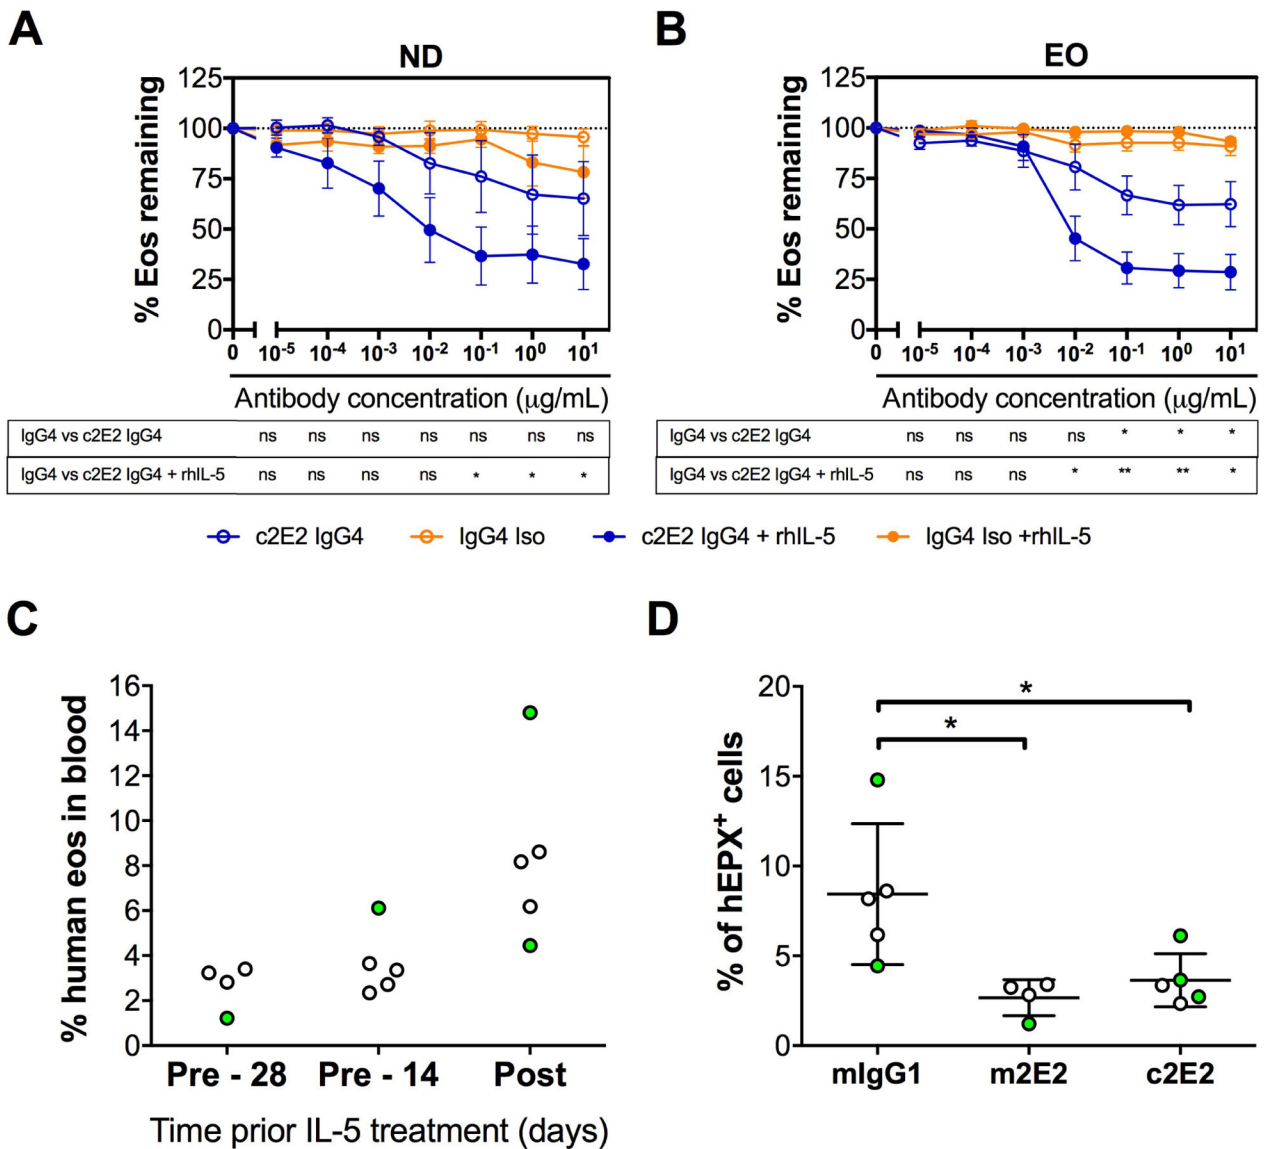 A
ND
% Eos remaining
125
100
75
50
25
0
0 10-5 10-4 10-3 10-2 10-1 100 101
Antibody concentration (μg/mL)
IgG4 vs c2E2 IgG4 ns ns ns ns ns ns ns
IgG4 vs c2E2 IgG4 + rhIL-5 ns ns ns ns * * *
B
EO
% Eos remaining
125
100
75
50
25
0
0 10-5 10-4 10-3 10-2 10-1 100 101
Antibody concentration (μg/mL)
IgG4 vs c2E2 IgG4 ns ns ns ns * * *
IgG4 vs c2E2 IgG4 + rhIL-5 ns ns ns * ** ** *
c2E2 IgG4 IgG4 Iso c2E2 IgG4 + rhIL-5 IgG4 Iso +rhIL-5
C
% human eos in blood
16
14
12
10
8
6
4
2
0
Pre - 28 Pre - 14 Post
Time prior IL-5 treatment (days)
D
% of hEPX+ cells
20
15
10
5
0
*
*
mIgG1 m2E2 c2E2